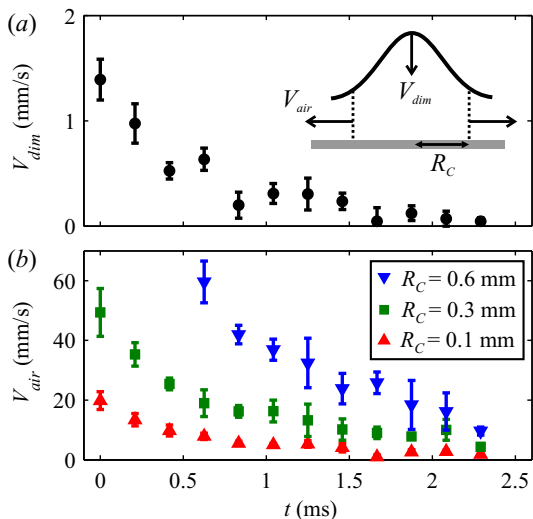 (a)
2
1
0
V_dim (mm/s)
V_air
V_dim
R_C
(b)
60
40
20
0
V_air (mm/s)
R_C = 0.6 mm
R_C = 0.3 mm
R_C = 0.1 mm
0 0.5 1 1.5 2 2.5
t (ms)